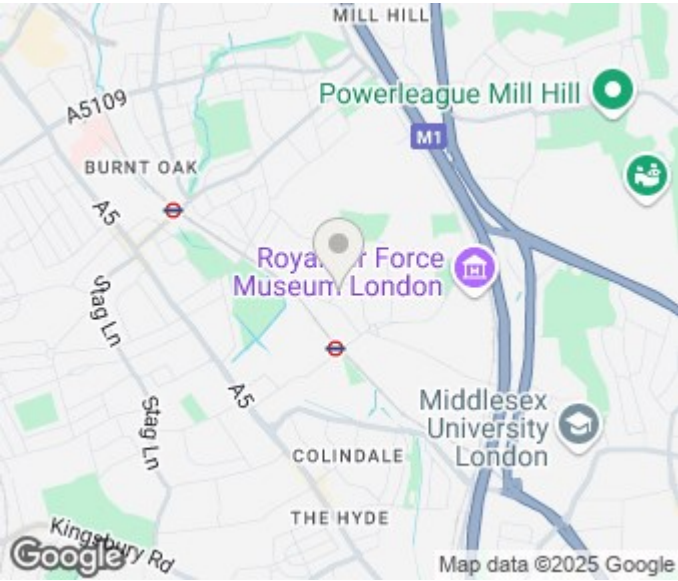 MILL HILL
A5109
Powerleague Mill Hill
M1
BURNT OAK
A5
Royal Air Force
Museum London
Stag Ln
A5
Stag Ln
Middlesex
University
London
COLINDALE
THE HYDE
Kingsbury Rd
Google
Map data ©2025 Google